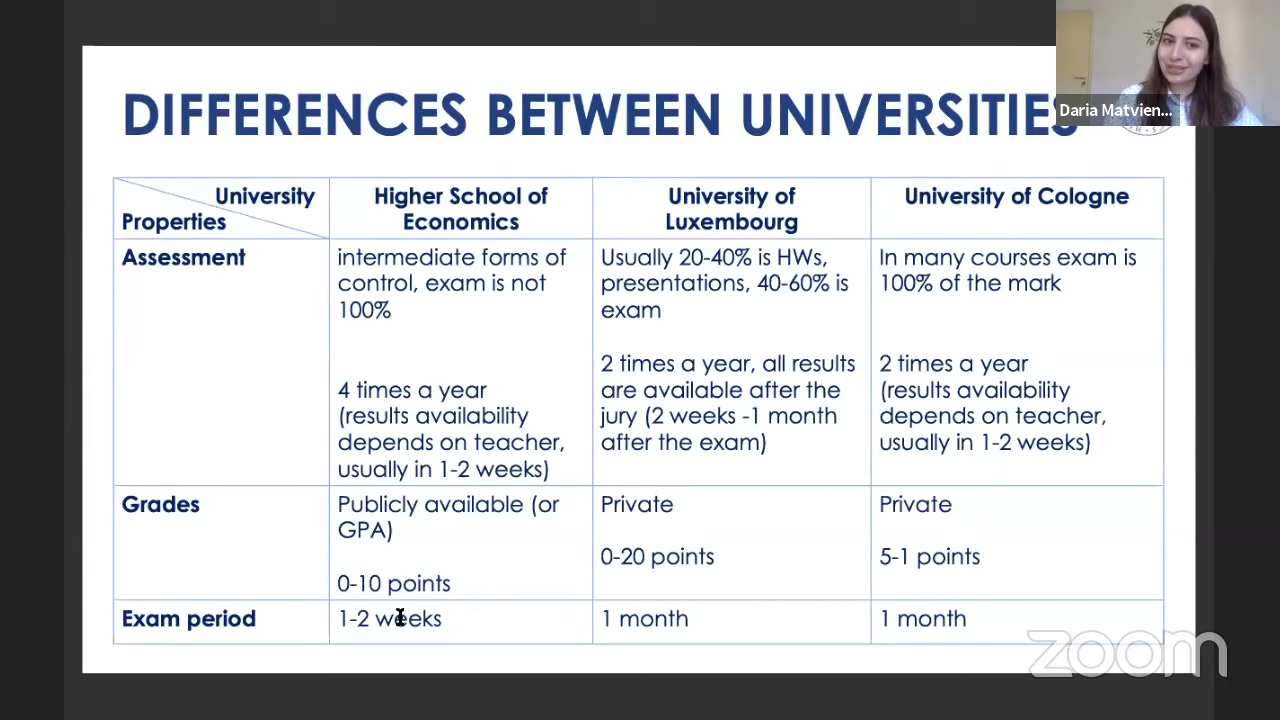 DIFFERENCES BETWEEN UNIVERSITIES
Daria Matvien...
University
Properties
Higher School of
Economics
University of
Luxembourg
University of Cologne
Assessment
intermediate forms of
control, exam is not
100%
4 times a year
(results availability
depends on teacher,
usually in 1-2 weeks)
Usually 20-40% is HWs,
presentations, 40-60% is
exam
2 times a year, all results
are available after the
jury (2 weeks -1 month
after the exam)
In many courses exam is
100% of the mark
2 times a year
(results availability
depends on teacher,
usually in 1-2 weeks)
Grades
Publicly available (or
GPA)
0-10 points
Private
0-20 points
Private
5-1 points
Exam period
1-2 weeks
1 month
1 month
zoom